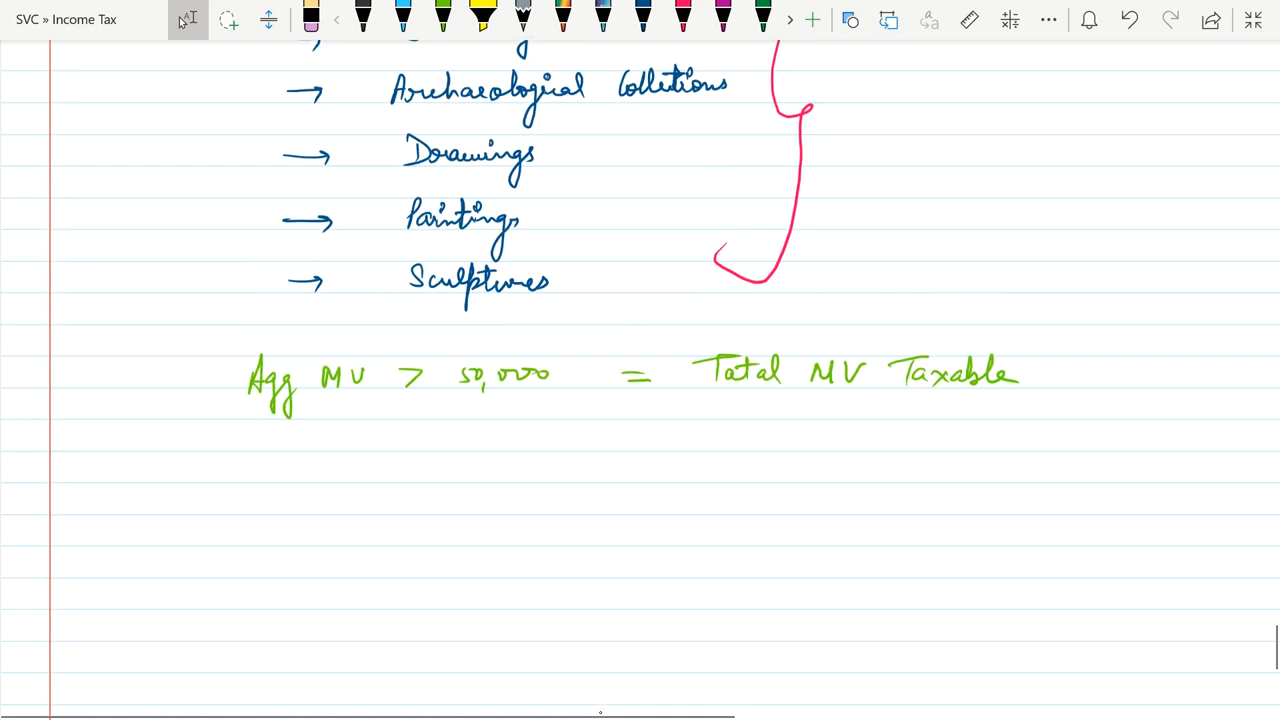 SVC » Income Tax
→ Archaeological Collections
→ Drawings
→ Paintings
→ Sculptures
Agg MV > 50,000 = Total MV Taxable